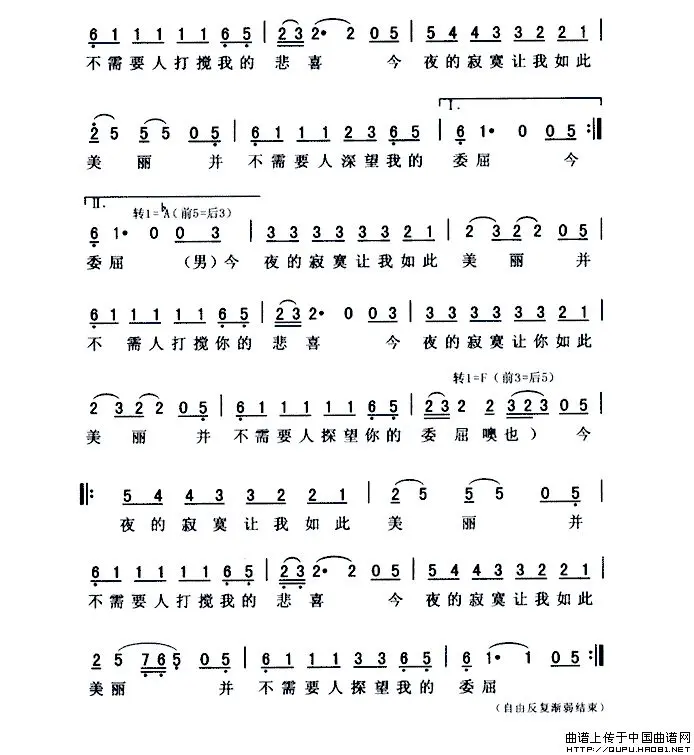 6 1 1 1 1 1 6 5 | 2 3 2· 2 0 5 | 5 4 4 3 3 2 2 1 |
不需要人打搅我的 悲喜 今 夜的寂寞让我如此
I.
2 5 5 5 0 5 | 6 1 1 1 2 3 6 5 | 6 1· 0 0 5 :||
美丽 并 不需要人深望我的 委屈 今
II. 转1=♭A(前5=后3)
6 1· 0 0 3 | 3 3 3 3 3 3 2 1 | 2 3 2 2 0 5 |
委屈 (男)今 夜的寂寞让我如此 美丽 并
6 1 1 1 1 1 6 5 | 2 3 2· 0 0 3 | 3 3 3 3 3 3 2 1 |
不需人打搅你的 悲喜 今 夜的寂寞让你如此
转1=F(前3=后5)
2 3 2 2 0 5 | 6 1 1 1 1 1 6 5 | 2 3 2 2 3 2 3 0 5 |
美丽 并 不需要人探望你的 委屈噢也)今
||: 5 4 4 3 3 2 2 1 | 2 5 5 5 0 5 |
夜的寂寞让我如此 美丽 并
6 1 1 1 1 1 6 5 | 2 3 2· 2 0 5 | 5 4 4 3 3 2 2 1 |
不需要人打搅我的 悲喜 今 夜的寂寞让我如此
2 5 7 6 5 0 5 | 6 1 1 1 3 3 6 5 | 6 1· 1 0 5 :||
美丽 并 不需要人探望我的 委屈
(自由反复渐弱结束)
曲谱上传于中国曲谱网
HTTP://QUPU.HAO81.NET